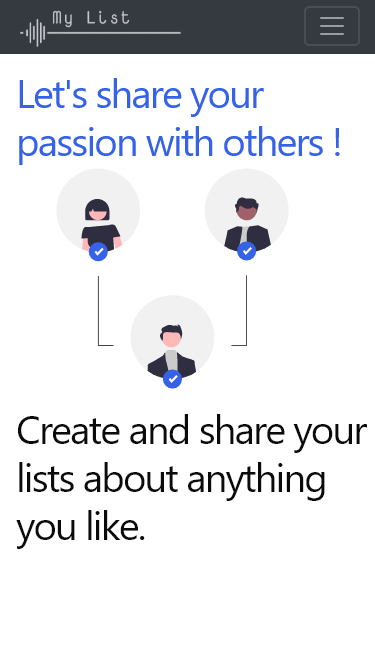 My List
Let's share your
passion with others !
Create and share your
lists about anything
you like.